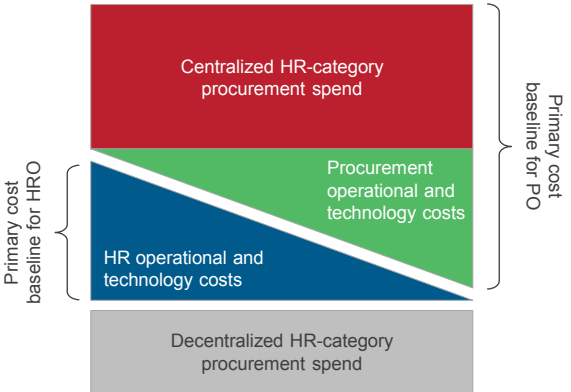 Centralized HR-category
procurement spend
Primary cost
baseline for PO
Procurement
operational and
technology costs
Primary cost
baseline for HRO
HR operational and
technology costs
Decentralized HR-category
procurement spend